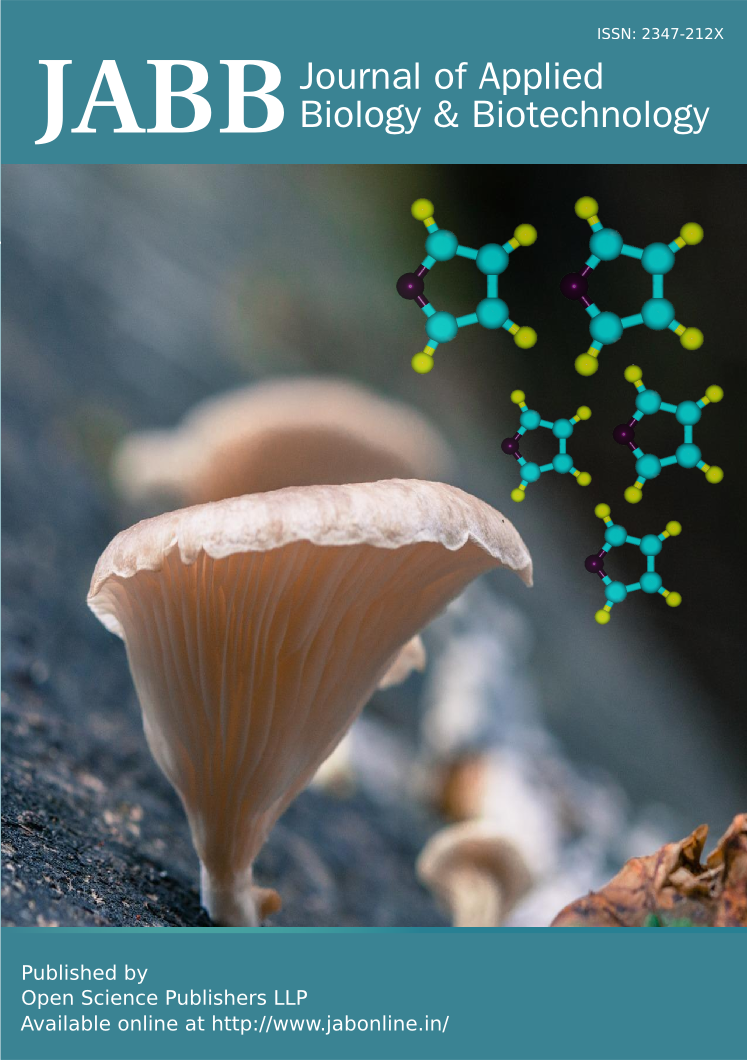 ISSN: 2347-212X
JABB
Journal of Applied
Biology & Biotechnology
Published by
Open Science Publishers LLP
Available online at http://www.jabonline.in/